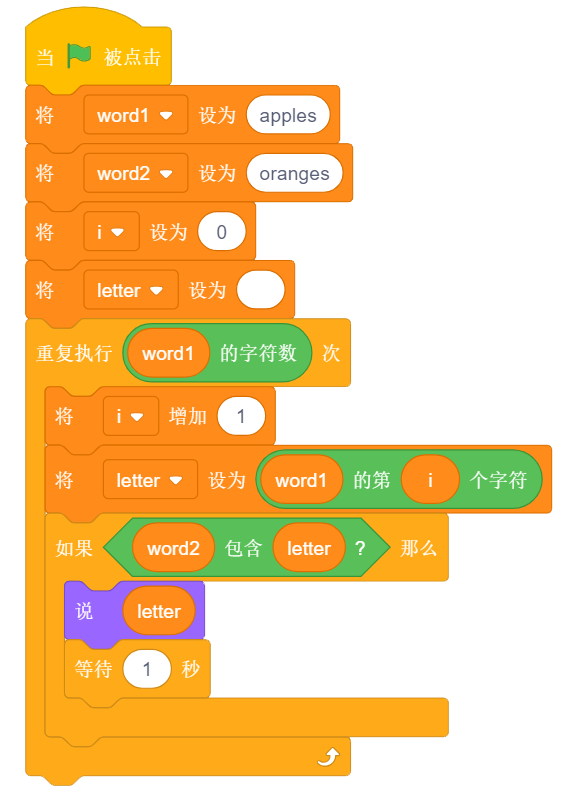 当 被点击
将 word1 设为 apples
将 word2 设为 oranges
将 i 设为 0
将 letter 设为
重复执行 word1 的字符数 次
将 i 增加 1
将 letter 设为 word1 的第 i 个字符
如果 word2 包含 letter ? 那么
说 letter
等待 1 秒